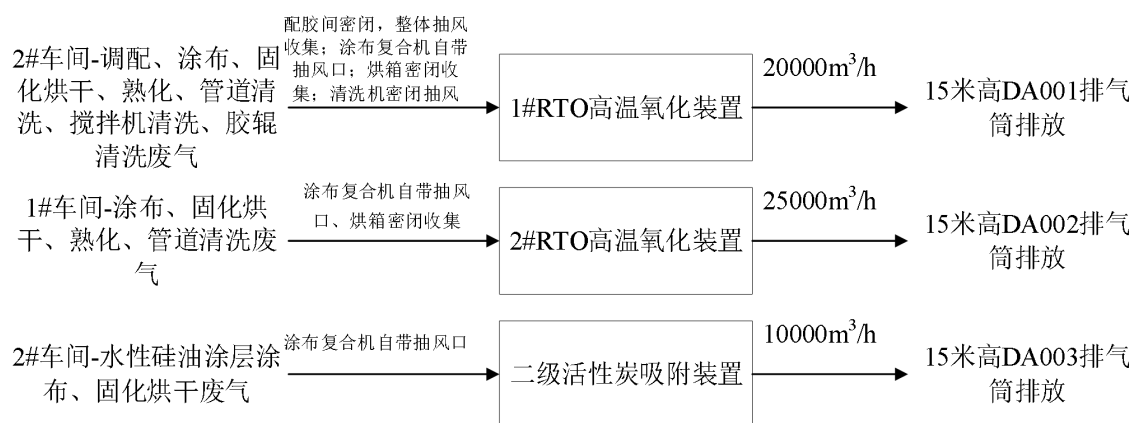 配胶间密闭，整体抽风
收集；涂布复合机自带
抽风口；烘箱密闭收
集；清洗机密闭抽风
2#车间-调配、涂布、固
化烘干、熟化、管道清
洗、搅拌机清洗、胶辊
清洗废气
1#RTO高温氧化装置
20000m³/h
15米高DA001排气
筒排放
1#车间-涂布、固化烘
干、熟化、管道清洗废
气
涂布复合机自带抽风
口、烘箱密闭收集
2#RTO高温氧化装置
25000m³/h
15米高DA002排气
筒排放
2#车间-水性硅油涂层涂
布、固化烘干废气
涂布复合机自带抽风口
二级活性炭吸附装置
10000m³/h
15米高DA003排气
筒排放